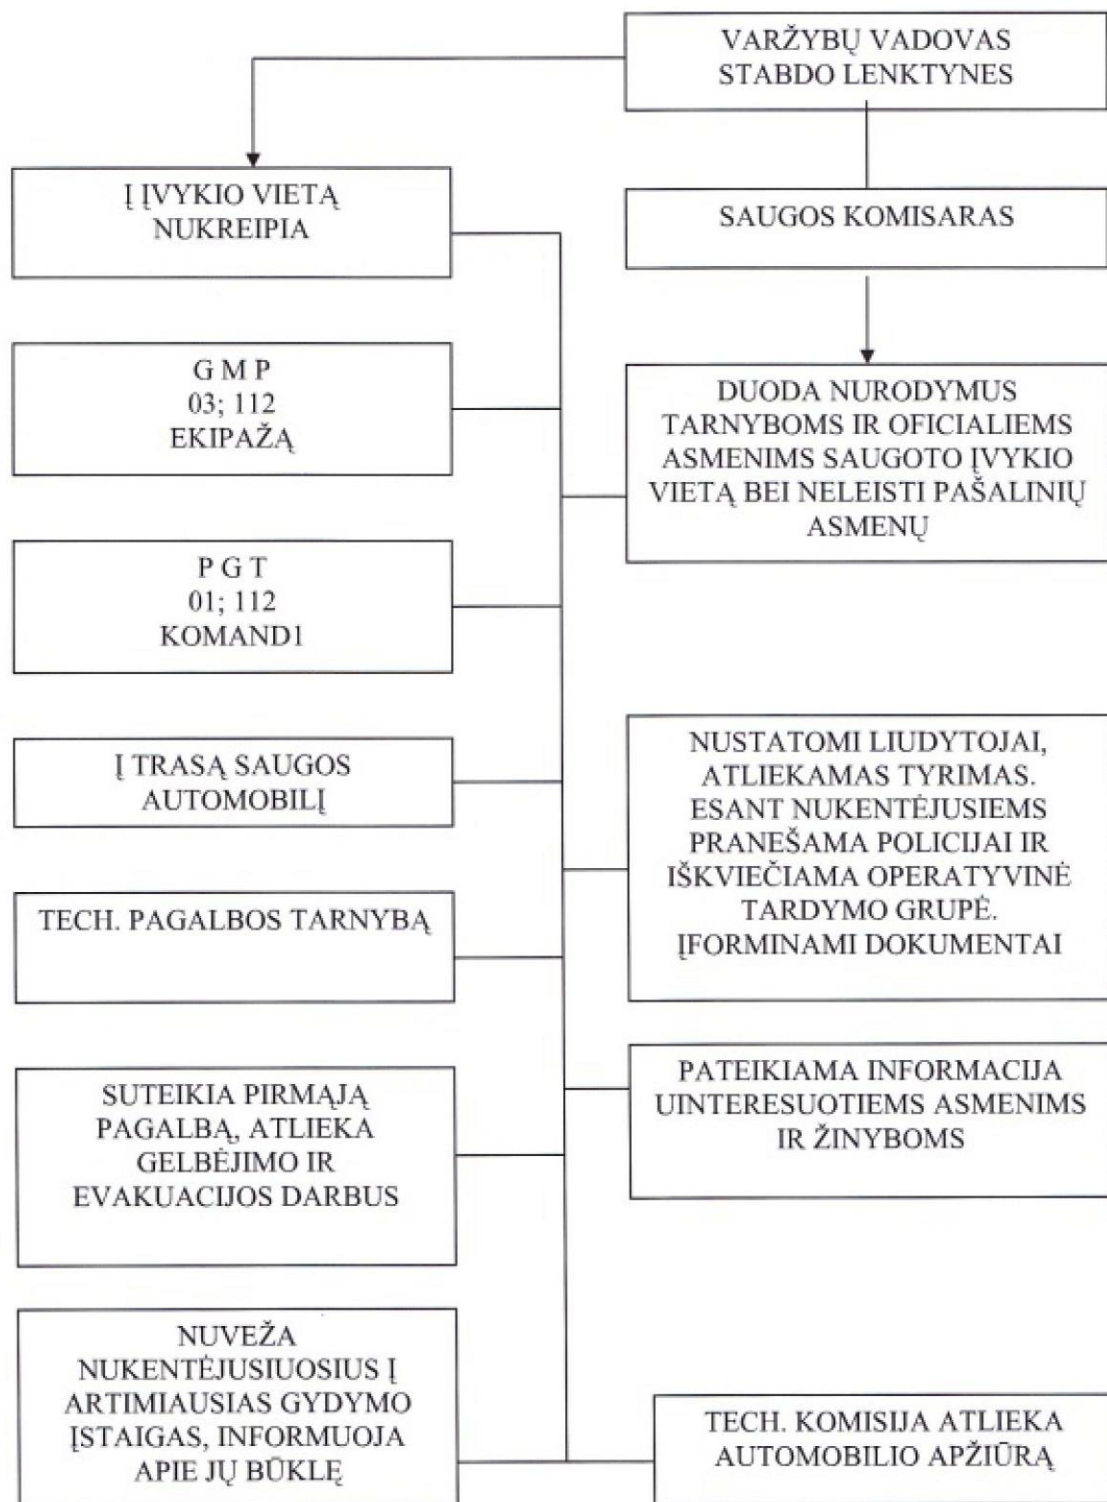 VARŽYBŲ VADOVAS
STABDO LENKTYNES
Į ĮVYKIO VIETĄ
NUKREIPIA
SAUGOS KOMISARAS
G M P
03; 112
EKIPAŽĄ
DUODA NURODYMUS
TARNYBOMS IR OFICIALIEMS
ASMENIMS SAUGOTO ĮVYKIO
VIETĄ BEI NELEISTI PAŠALINIŲ
ASMENŲ
P G T
01; 112
KOMAND1
Į TRASĄ SAUGOS
AUTOMOBILĮ
NUSTATOMI LIUDYTOJAI,
ATLIEKAMAS TYRIMAS.
ESANT NUKENTĖJUSIEMS
PRANEŠAMA POLICIJAI IR
IŠKVIEČIAMA OPERATYVINĖ
TARDYMO GRUPĖ.
ĮFORMINAMI DOKUMENTAI
TECH. PAGALBOS TARNYBĄ
SUTEIKIA PIRMĄJĄ
PAGALBĄ, ATLIEKA
GELBĖJIMO IR
EVAKUACIJOS DARBUS
PATEIKIAMA INFORMACIJA
UINTERESUOTIEMS ASMENIMS
IR ŽINYBOMS
NUVEŽA
NUKENTĖJUSIUOSIUS Į
ARTIMIAUSIAS GYDYMO
ĮSTAIGAS, INFORMUOJA
APIE JŲ BŪKLĘ
TECH. KOMISIJA ATLIEKA
AUTOMOBILIO APŽIŪRĄ